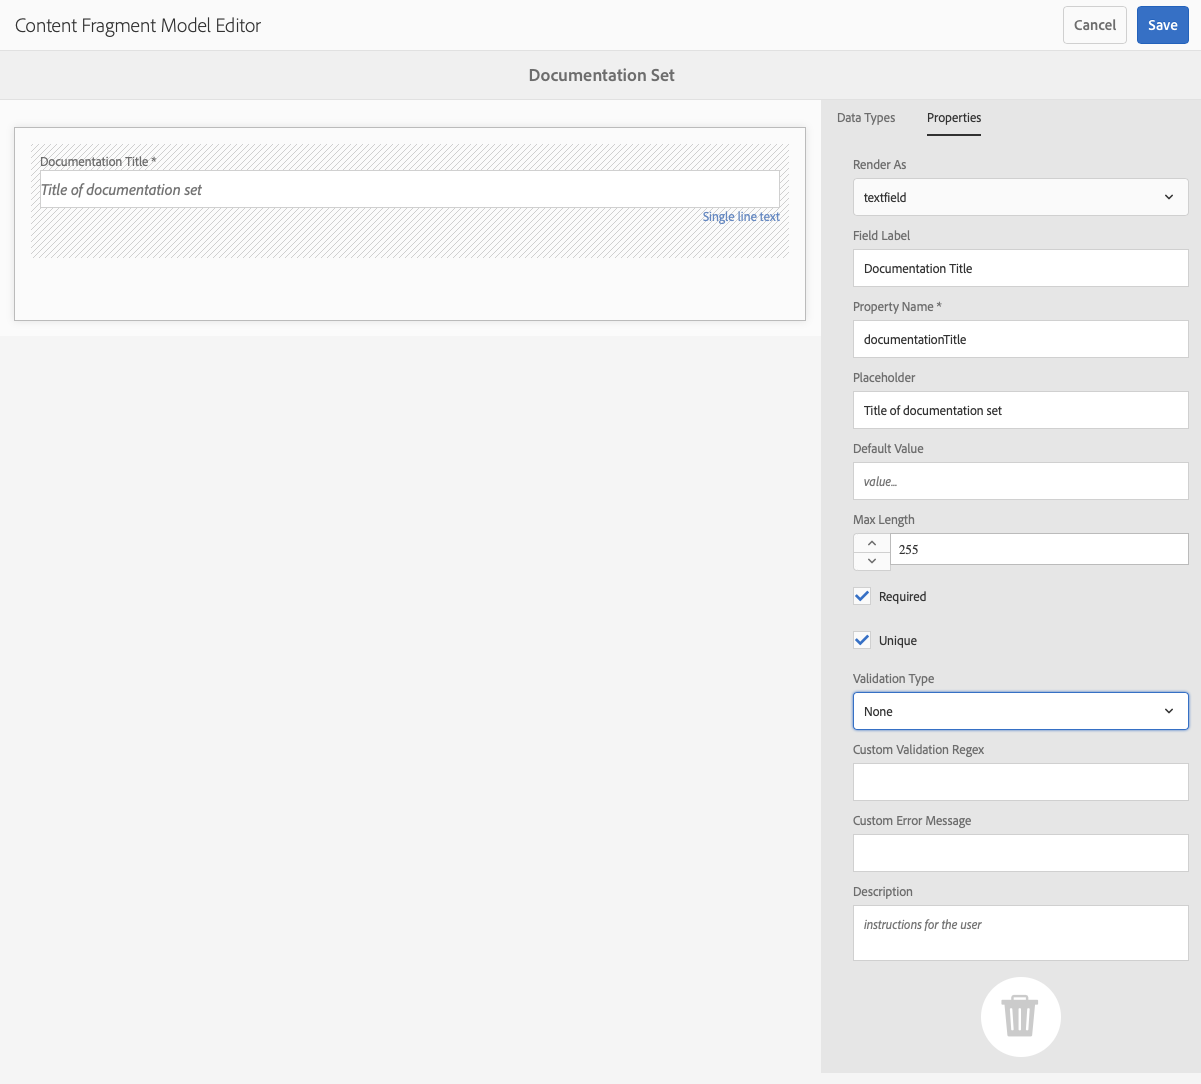 Content Fragment Model Editor
Cancel
Save
Documentation Set
Documentation Title *
Title of documentation set
Single line text
Data Types
Properties
Render As
textfield
Field Label
Documentation Title
Property Name *
documentationTitle
Placeholder
Title of documentation set
Default Value
value...
Max Length
255
Required
Unique
Validation Type
None
Custom Validation Regex
Custom Error Message
Description
instructions for the user